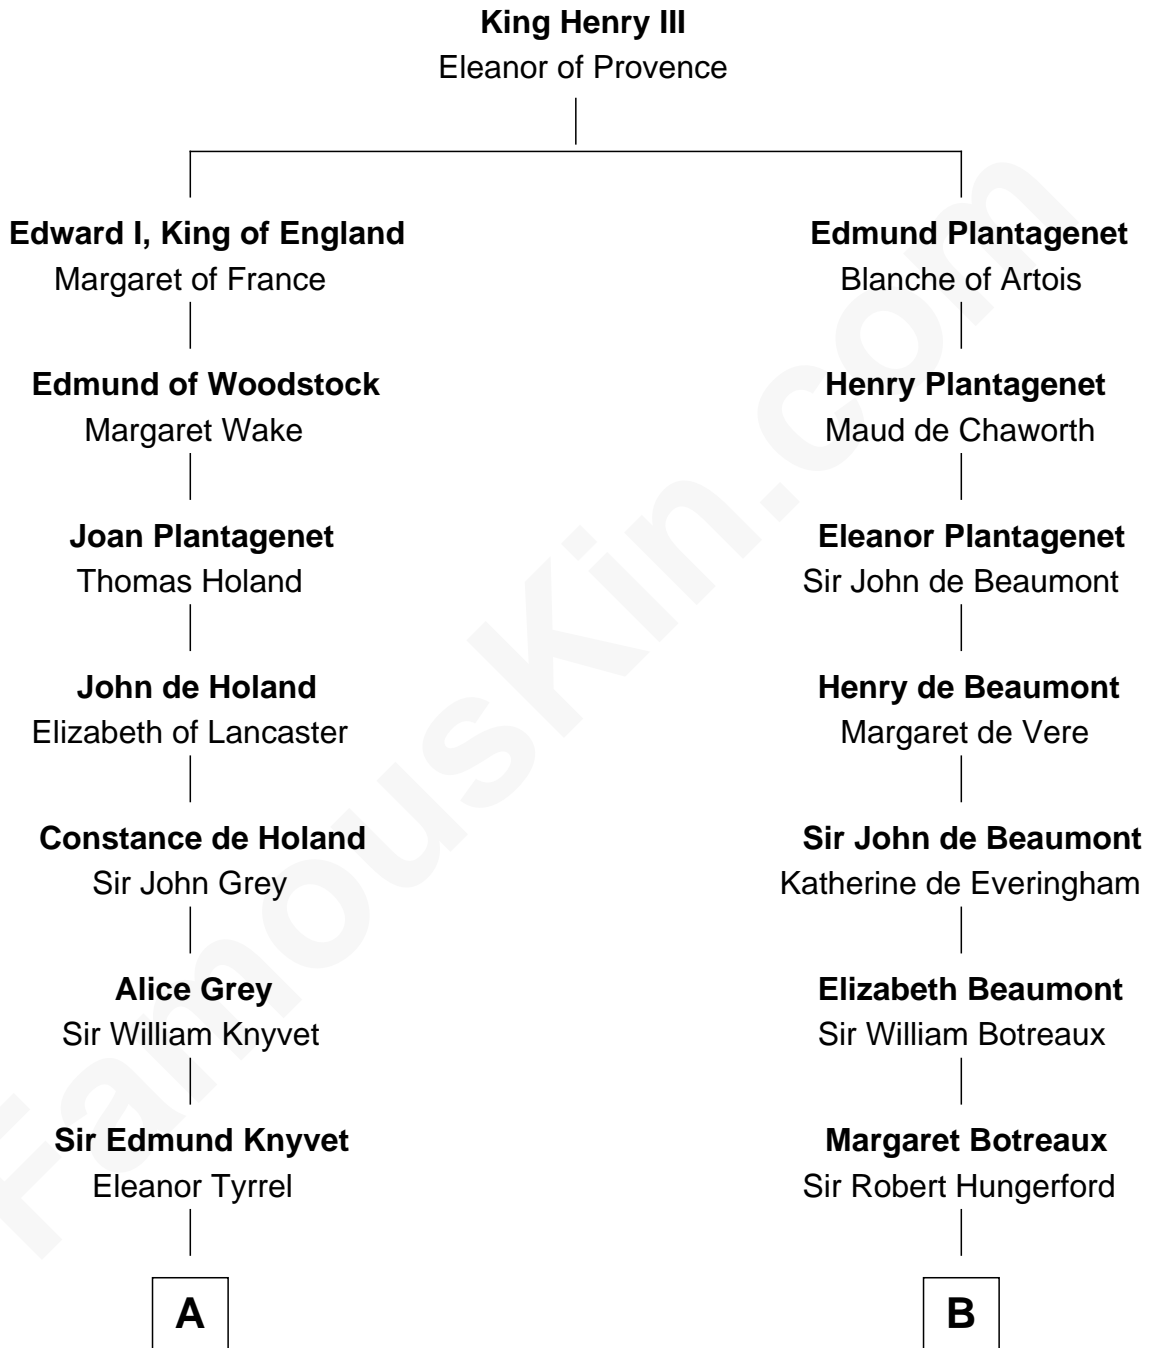 King Henry III
Eleanor of Provence
Edward I, King of England
Margaret of France
Edmund Plantagenet
Blanche of Artois
Edmund of Woodstock
Margaret Wake
Henry Plantagenet
Maud de Chaworth
Joan Plantagenet
Thomas Holand
Eleanor Plantagenet
Sir John de Beaumont
John de Holand
Elizabeth of Lancaster
Henry de Beaumont
Margaret de Vere
Constance de Holand
Sir John Grey
Sir John de Beaumont
Katherine de Everingham
Alice Grey
Sir William Knyvet
Elizabeth Beaumont
Sir William Botreaux
Sir Edmund Knyvet
Eleanor Tyrrel
Margaret Botreaux
Sir Robert Hungerford
A
B
FamousKin.com